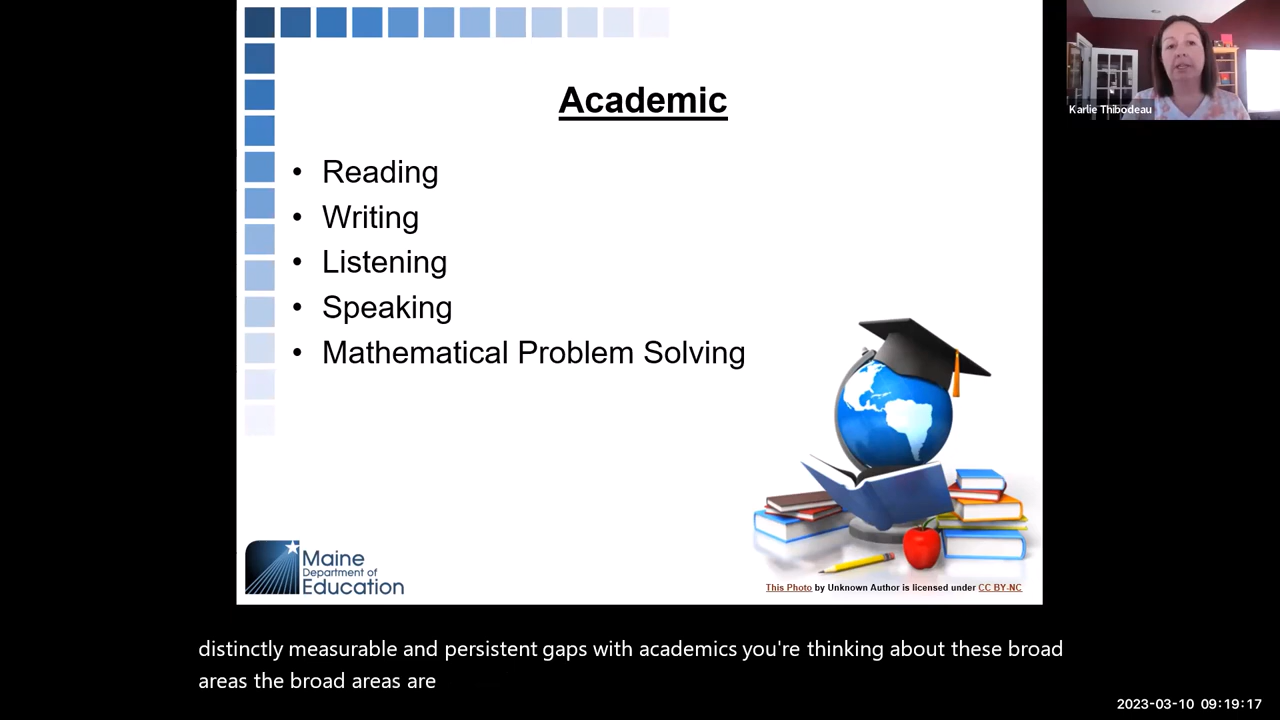 Academic
• Reading
• Writing
• Listening
• Speaking
• Mathematical Problem Solving
Maine
Department of
Education
This Photo by Unknown Author is licensed under CC BY-NC
Karlie Thibodeau
distinctly measurable and persistent gaps with academics you're thinking about these broad
areas the broad areas are
2023-03-10 09:19:17